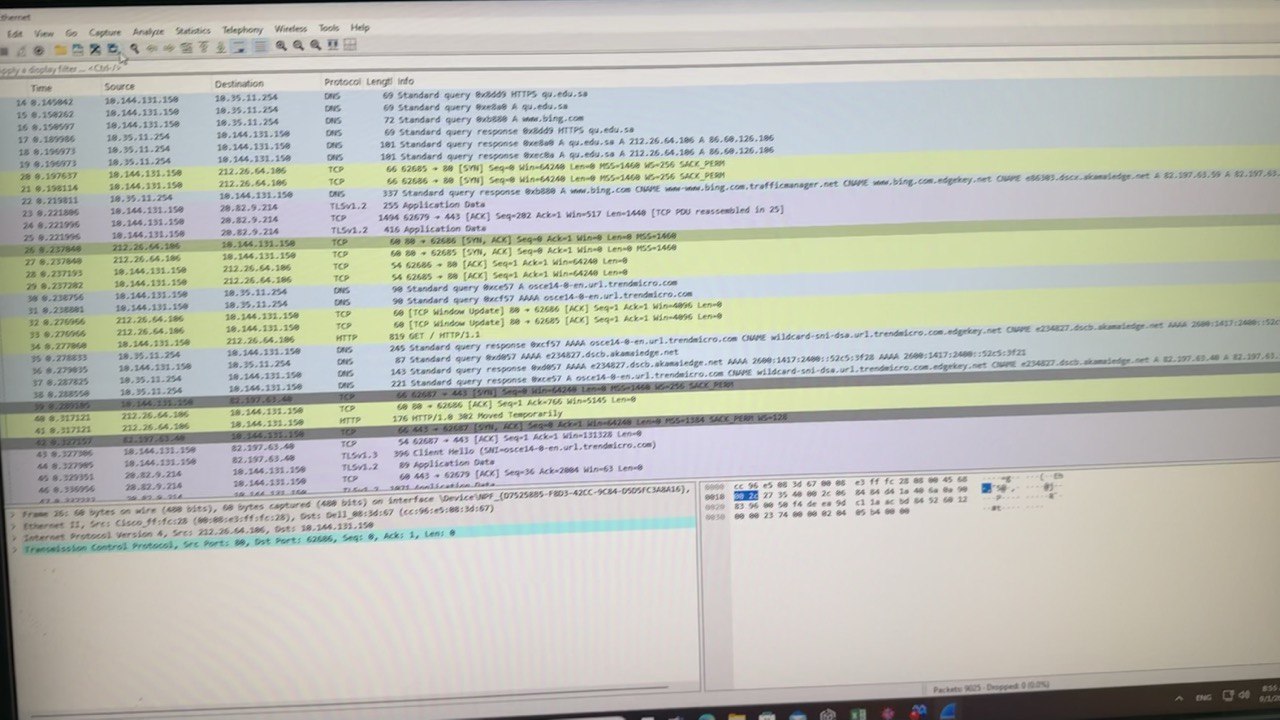 Ethernet
Edit View Go Capture Analyze Statistics Telephony Wireless Tools Help
Apply a display filter ... <Ctrl-/>
Time Source Destination Protocol Length Info
14 0.145042 10.144.131.150 10.35.11.254 DNS 69 Standard query 0x8dd9 HTTPS qu.edu.sa
15 0.150262 10.144.131.150 10.35.11.254 DNS 69 Standard query 0xe8a0 A qu.edu.sa
16 0.150597 10.144.131.150 10.35.11.254 DNS 72 Standard query 0xb880 A www.bing.com
17 0.189986 10.35.11.254 10.144.131.150 DNS 69 Standard query response 0x8dd9 HTTPS qu.edu.sa
18 0.196973 10.35.11.254 10.144.131.150 DNS 101 Standard query response 0xe8a0 A qu.edu.sa A 212.26.64.106 A 86.60.126.106
19 0.196973 10.35.11.254 10.144.131.150 DNS 101 Standard query response 0xec8a A qu.edu.sa A 212.26.64.106 A 86.60.126.106
20 0.197637 10.144.131.150 212.26.64.106 TCP 66 62685 → 80 [SYN] Seq=0 Win=64240 Len=0 MSS=1460 WS=256 SACK_PERM
21 0.198114 10.144.131.150 212.26.64.106 TCP 66 62686 → 80 [SYN] Seq=0 Win=64240 Len=0 MSS=1460 WS=256 SACK_PERM
22 0.219811 10.35.11.254 10.144.131.150 DNS 337 Standard query response 0xb880 A www.bing.com CNAME www-www.bing.com.trafficmanager.net CNAME www.bing.com.edgekey.net CNAME e86303.dscx.akamaiedge.net A 82.197.63.59 A 82.197.63.
23 0.221806 10.144.131.150 20.82.9.214 TLSv1.2 255 Application Data
24 0.221996 10.144.131.150 20.82.9.214 TCP 1494 62679 → 443 [ACK] Seq=202 Ack=1 Win=517 Len=1440 [TCP PDU reassembled in 25]
25 0.221996 10.144.131.150 20.82.9.214 TLSv1.2 416 Application Data
26 0.237040 212.26.64.106 10.144.131.150 TCP 60 80 → 62686 [SYN, ACK] Seq=0 Ack=1 Win=0 Len=0 MSS=1460
27 0.237040 212.26.64.106 10.144.131.150 TCP 60 80 → 62685 [SYN, ACK] Seq=0 Ack=1 Win=0 Len=0 MSS=1460
28 0.237193 10.144.131.150 212.26.64.106 TCP 54 62686 → 80 [ACK] Seq=1 Ack=1 Win=64240 Len=0
29 0.237282 10.144.131.150 212.26.64.106 TCP 54 62685 → 80 [ACK] Seq=1 Ack=1 Win=64240 Len=0
30 0.238756 10.144.131.150 10.35.11.254 DNS 90 Standard query 0xce57 A osce14-0-en.url.trendmicro.com
31 0.238801 10.144.131.150 10.35.11.254 DNS 90 Standard query 0xcf57 AAAA osce14-0-en.url.trendmicro.com
32 0.276966 212.26.64.106 10.144.131.150 TCP 60 [TCP Window Update] 80 → 62686 [ACK] Seq=1 Ack=1 Win=4096 Len=0
33 0.276966 212.26.64.106 10.144.131.150 TCP 60 [TCP Window Update] 80 → 62685 [ACK] Seq=1 Ack=1 Win=4096 Len=0
34 0.277060 10.144.131.150 212.26.64.106 HTTP 819 GET / HTTP/1.1
35 0.278833 10.35.11.254 10.144.131.150 DNS 245 Standard query response 0xcf57 AAAA osce14-0-en.url.trendmicro.com CNAME wildcard-sni-dsa.url.trendmicro.com.edgekey.net CNAME e234827.dscb.akamaiedge.net AAAA 2600:1417:2400::
36 0.279035 10.144.131.150 10.35.11.254 DNS 87 Standard query 0xd057 AAAA e234827.dscb.akamaiedge.net
37 0.287825 10.35.11.254 10.144.131.150 DNS 143 Standard query response 0xd057 AAAA e234827.dscb.akamaiedge.net AAAA 2600:1417:2400::52c5:3f28 AAAA 2600:1417:2400::52c5:3f21
38 0.288550 10.35.11.254 10.144.131.150 DNS 221 Standard query response 0xce57 A osce14-0-en.url.trendmicro.com CNAME wildcard-sni-dsa.url.trendmicro.com.edgekey.net CNAME e234827.dscb.akamaiedge.net A 82.197.63.40 A 82.197.63.
39 10.144.131.150 82.197.63.40 TCP 66 62687 → 443 [SYN] Seq=0 Win=64240 Len=0 MSS=1460 WS=256 SACK_PERM
40 0.317121 212.26.64.106 10.144.131.150 TCP 60 80 → 62686 [ACK] Seq=1 Ack=766 Win=5145 Len=0
41 0.317121 212.26.64.106 10.144.131.150 HTTP 176 HTTP/1.0 302 Moved Temporarily
42 0.327157 82.197.63.40 10.144.131.150 TCP 66 443 → 62687 [SYN, ACK] Seq=0 Ack=1 Win=64240 Len=0 MSS=1384 SACK_PERM WS=128
43 0.327306 10.144.131.150 82.197.63.40 TCP 54 62687 → 443 [ACK] Seq=1 Ack=1 Win=131328 Len=0
44 0.327985 10.144.131.150 82.197.63.40 TLSv1.3 396 Client Hello (SNI=osce14-0-en.url.trendmicro.com)
45 0.329351 20.82.9.214 10.144.131.150 TLSv1.2 89 Application Data
46 0.336956 20.82.9.214 10.144.131.150 TCP 60 443 → 62679 [ACK] Seq=36 Ack=2004 Win=63 Len=0
Frame 26: 60 bytes on wire (480 bits), 60 bytes captured (480 bits) on interface \Device\NPF_{D7525885-F8D3-42CC-9C84-D5D5FC3A8A16},
Ethernet II, Src: Cisco_ff:fc:28 (00:08:e3:ff:fc:28), Dst: Dell_08:3d:67 (cc:96:e5:08:3d:67)
Internet Protocol Version 4, Src: 212.26.64.106, Dst: 10.144.131.150
Transmission Control Protocol, Src Port: 80, Dst Port: 62686, Seq: 0, Ack: 1, Len: 0
0000 cc 96 e5 08 3d 67 00 08 e3 ff fc 28 08 00 45 68
0010 00 2c 27 35 40 00 2c 06 84 84 d4 1a 40 6a 0a 90
0020 83 96 00 50 f4 de ea 9d c1 1a ac bd 84 52 60 12
0030 00 00 23 74 00 00 02 04 05 b4 00 00
Packets: 9025 · Dropped: 0 (0.0%)
ENG